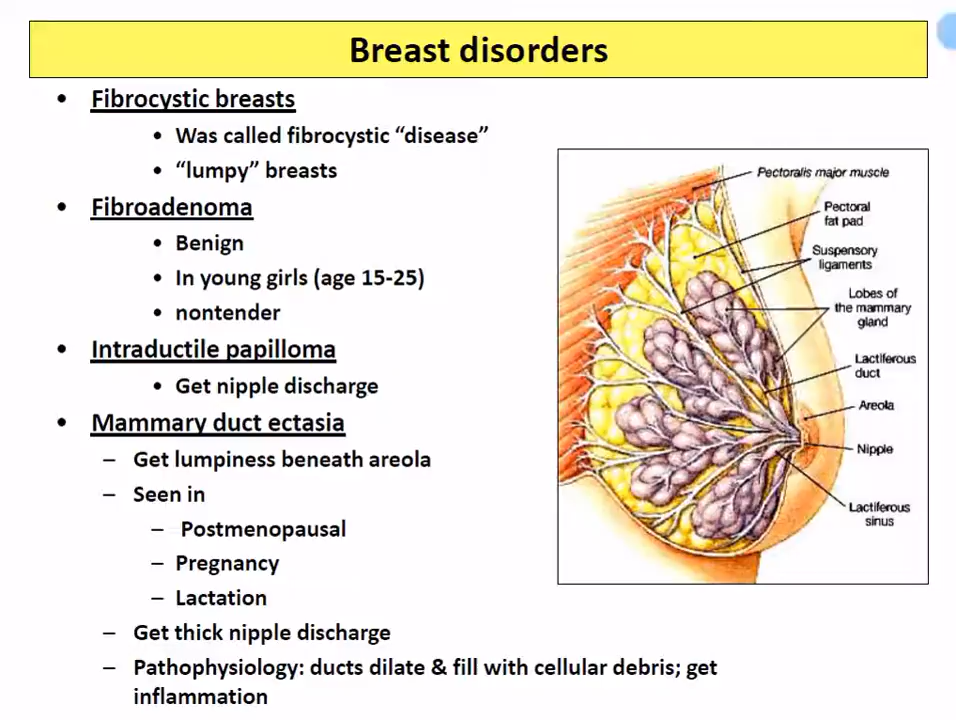 Breast disorders
• Fibrocystic breasts
• Was called fibrocystic “disease”
• “lumpy” breasts
• Fibroadenoma
• Benign
• In young girls (age 15-25)
• nontender
• Intraductile papilloma
• Get nipple discharge
• Mammary duct ectasia
– Get lumpiness beneath areola
– Seen in
– Postmenopausal
– Pregnancy
– Lactation
– Get thick nipple discharge
– Pathophysiology: ducts dilate & fill with cellular debris; get
inflammation
Pectoralis major muscle
Pectoral
fat pad
Suspensory
ligaments
Lobes of
the mammary
gland
Lactiferous
duct
Areola
Nipple
Lactiferous
sinus